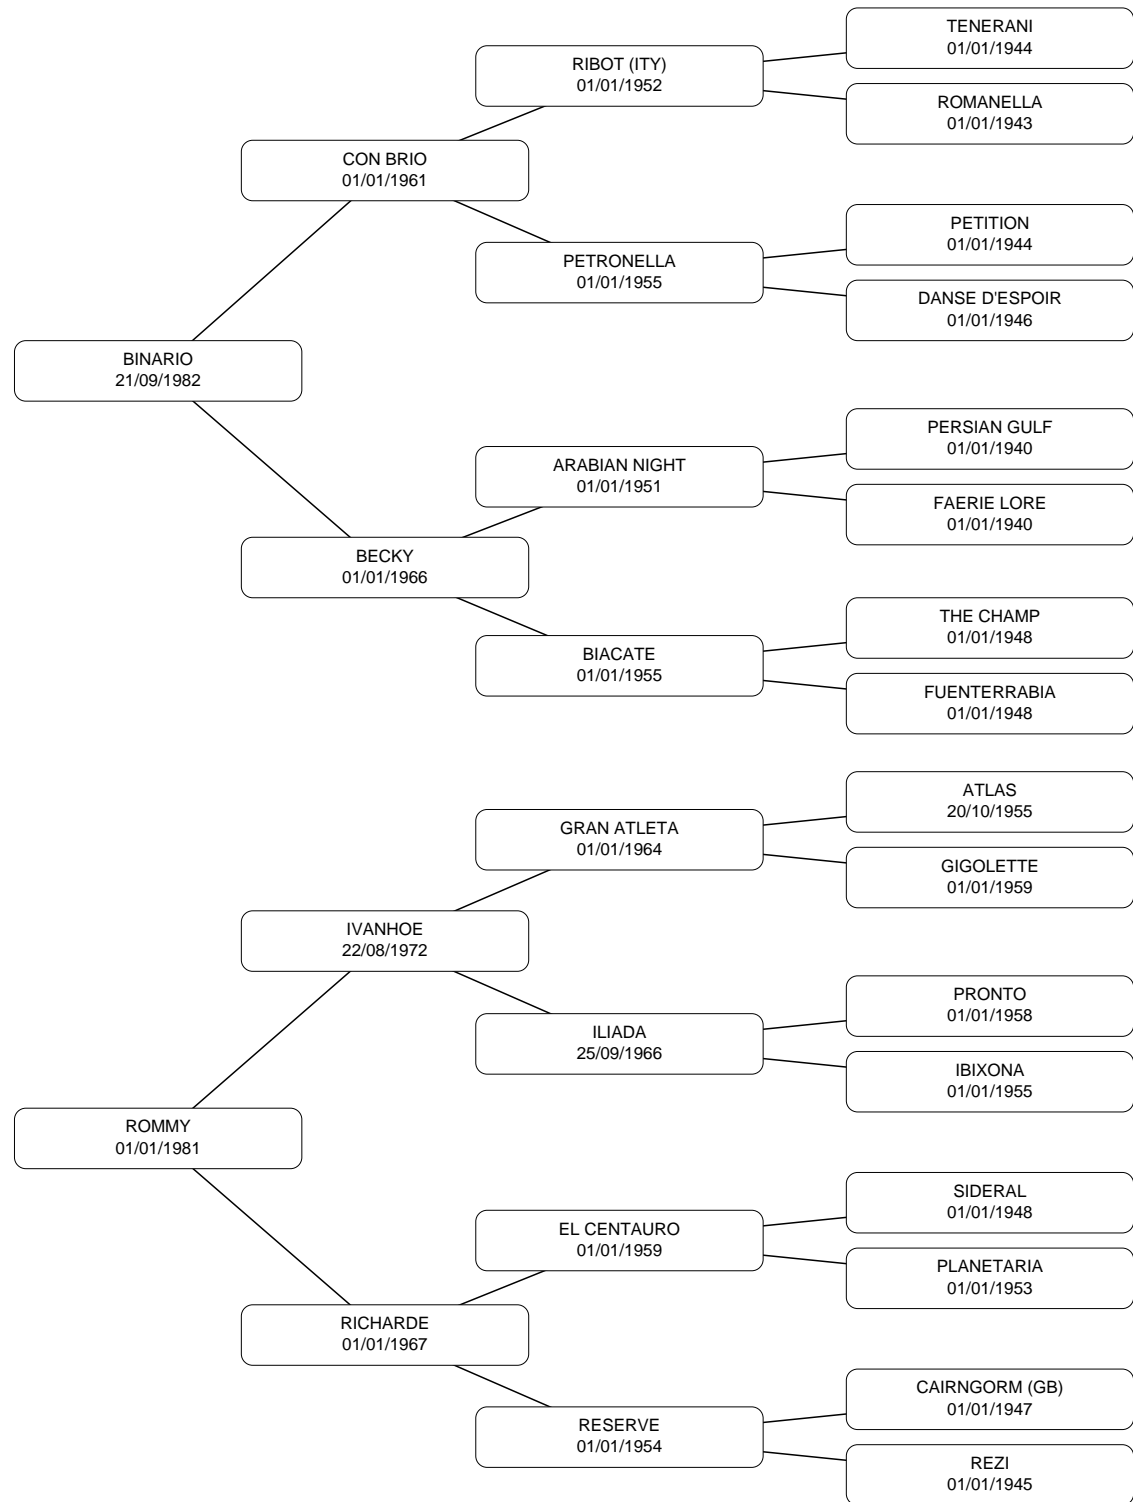 TENERANI
01/01/1944
RIBOT (ITY)
01/01/1952
ROMANELLA
01/01/1943
CON BRIO
01/01/1961
PETITION
01/01/1944
PETRONELLA
01/01/1955
DANSE D'ESPOIR
01/01/1946
BINARIO
21/09/1982
PERSIAN GULF
01/01/1940
ARABIAN NIGHT
01/01/1951
FAERIE LORE
01/01/1940
BECKY
01/01/1966
THE CHAMP
01/01/1948
BIACATE
01/01/1955
FUENTERRABIA
01/01/1948
ATLAS
20/10/1955
GRAN ATLETA
01/01/1964
GIGOLETTE
01/01/1959
IVANHOE
22/08/1972
PRONTO
01/01/1958
ILIADA
25/09/1966
IBIXONA
01/01/1955
ROMMY
01/01/1981
SIDERAL
01/01/1948
EL CENTAURO
01/01/1959
PLANETARIA
01/01/1953
RICHARDE
01/01/1967
CAIRNGORM (GB)
01/01/1947
RESERVE
01/01/1954
REZI
01/01/1945